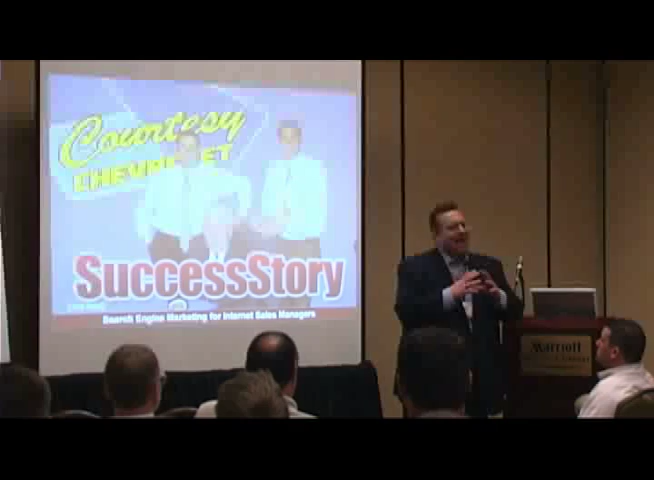 Courtesy
CHEVROLET
SuccessStory
Search Engine Marketing for Internet Sales Managers
Marriott